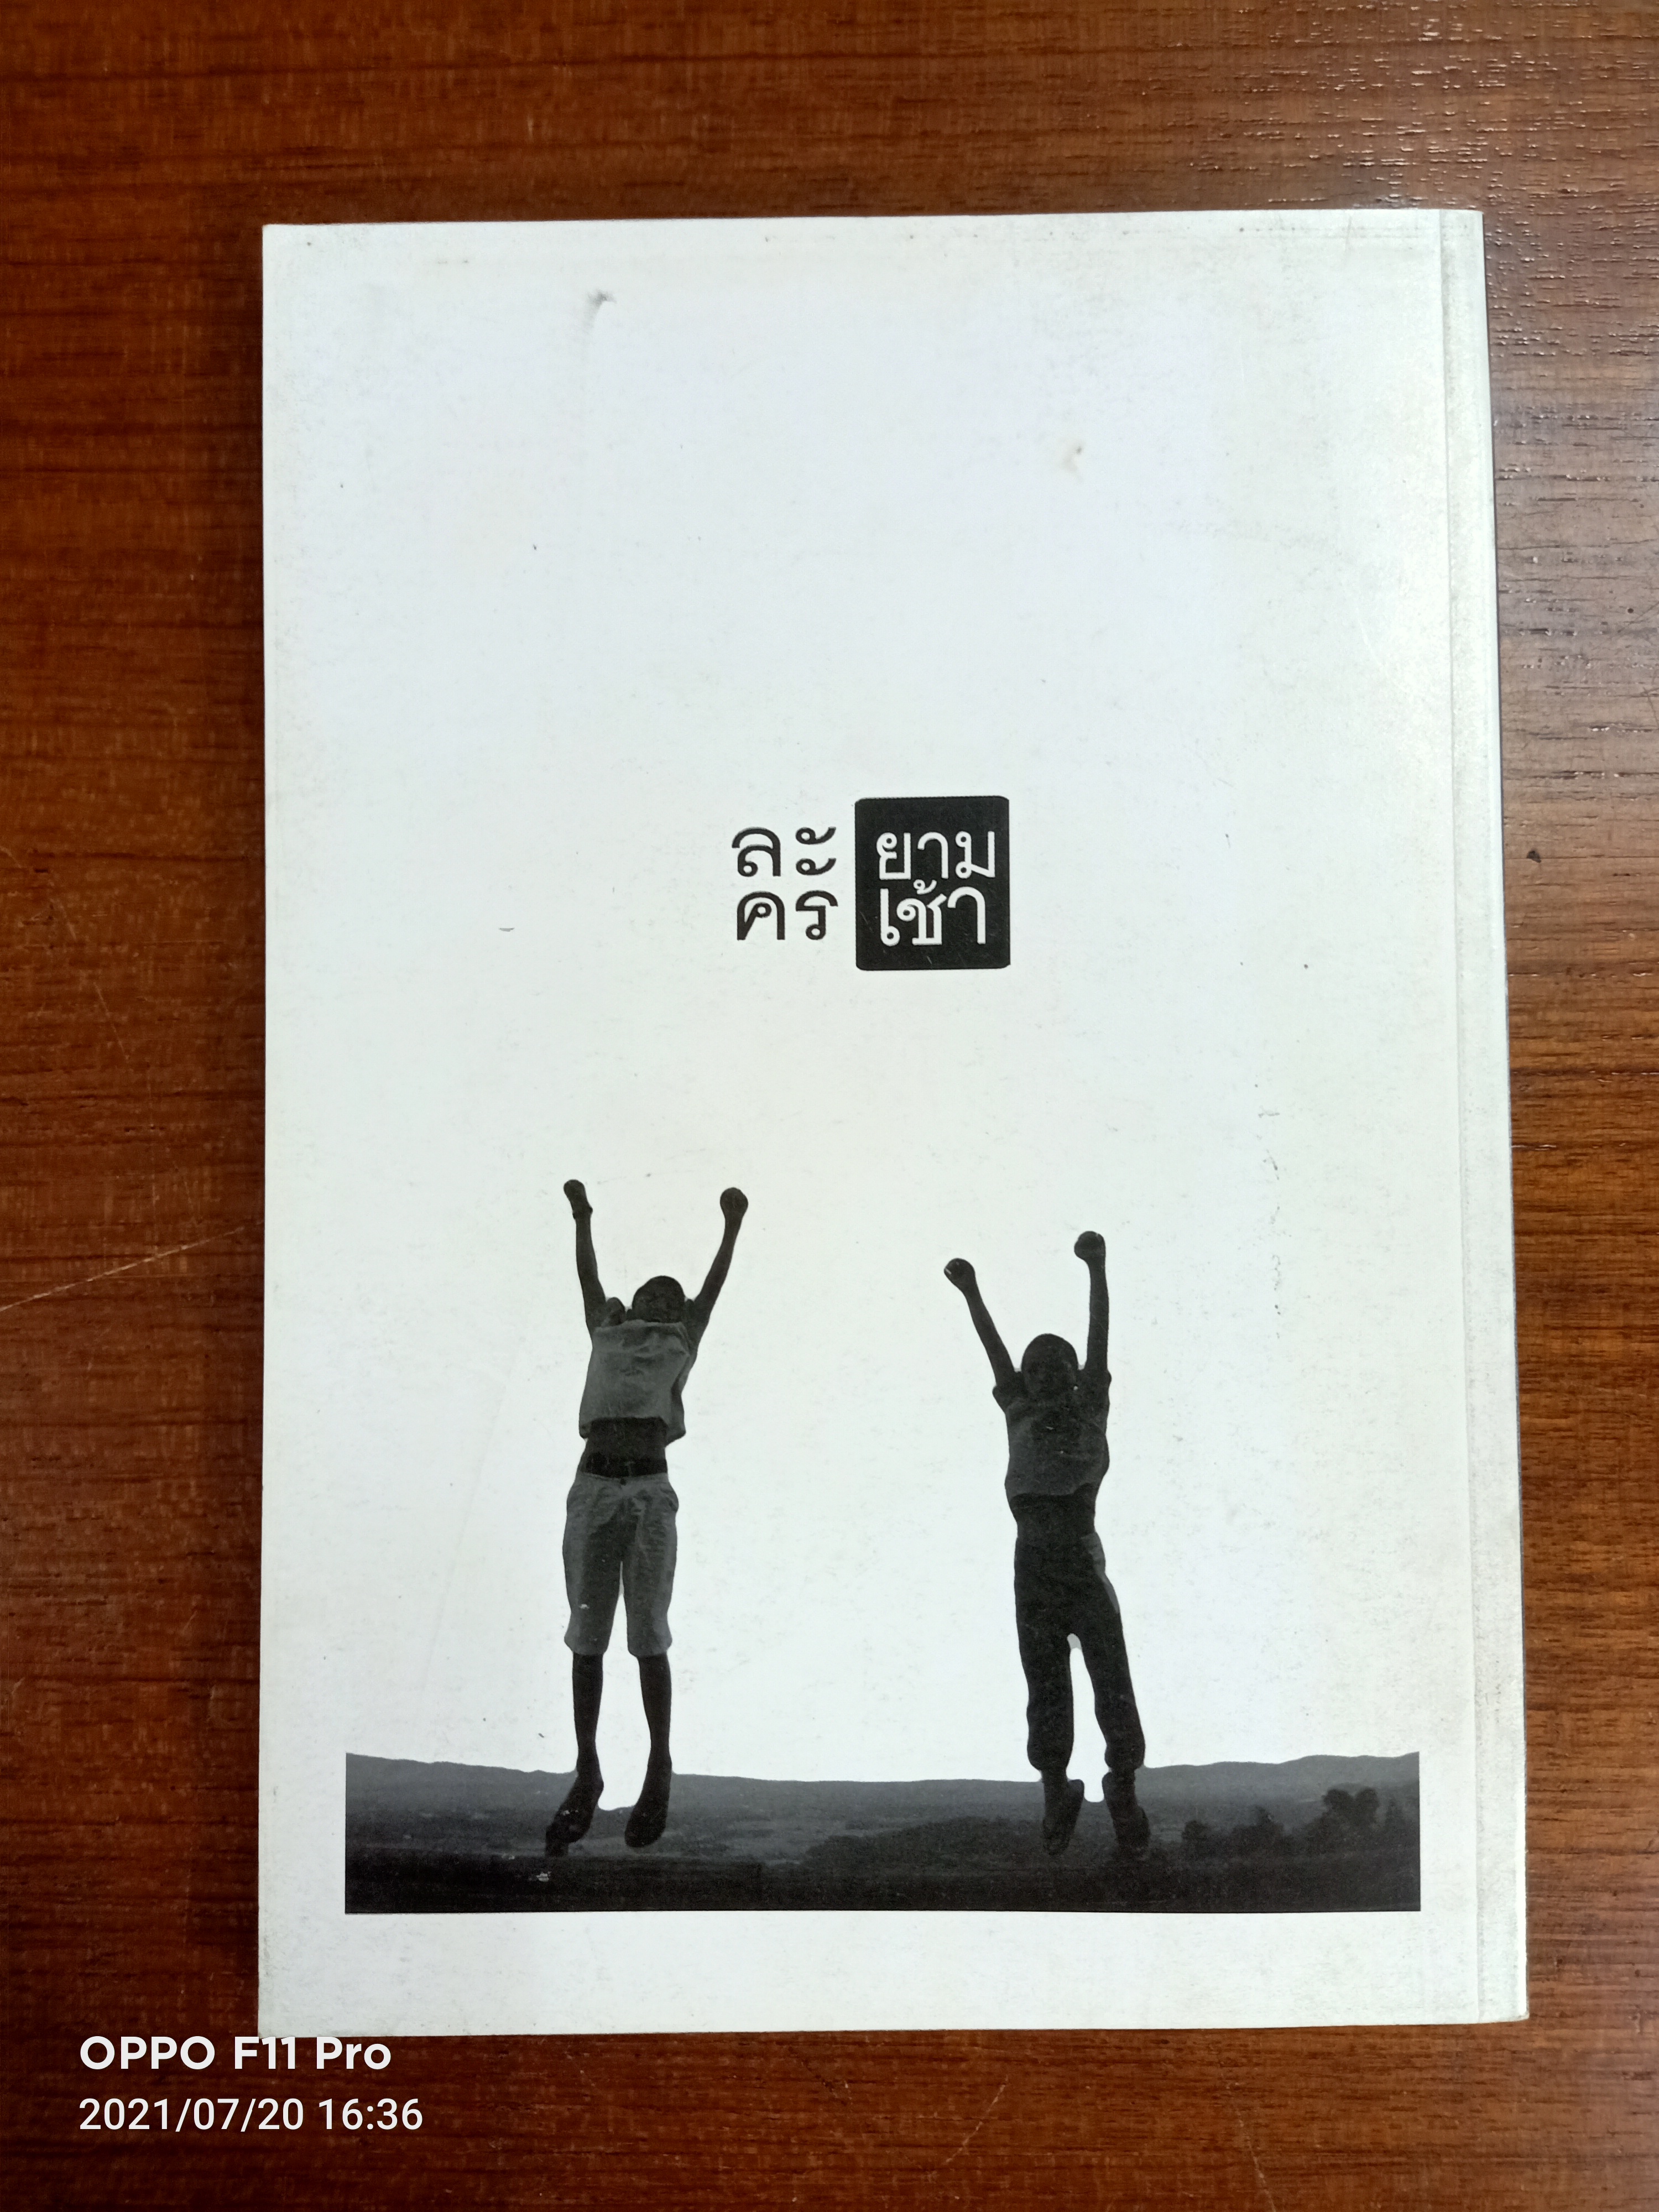 ละ ยาม
คร เช้า
OPPO F11 Pro
2021/07/20 16:36